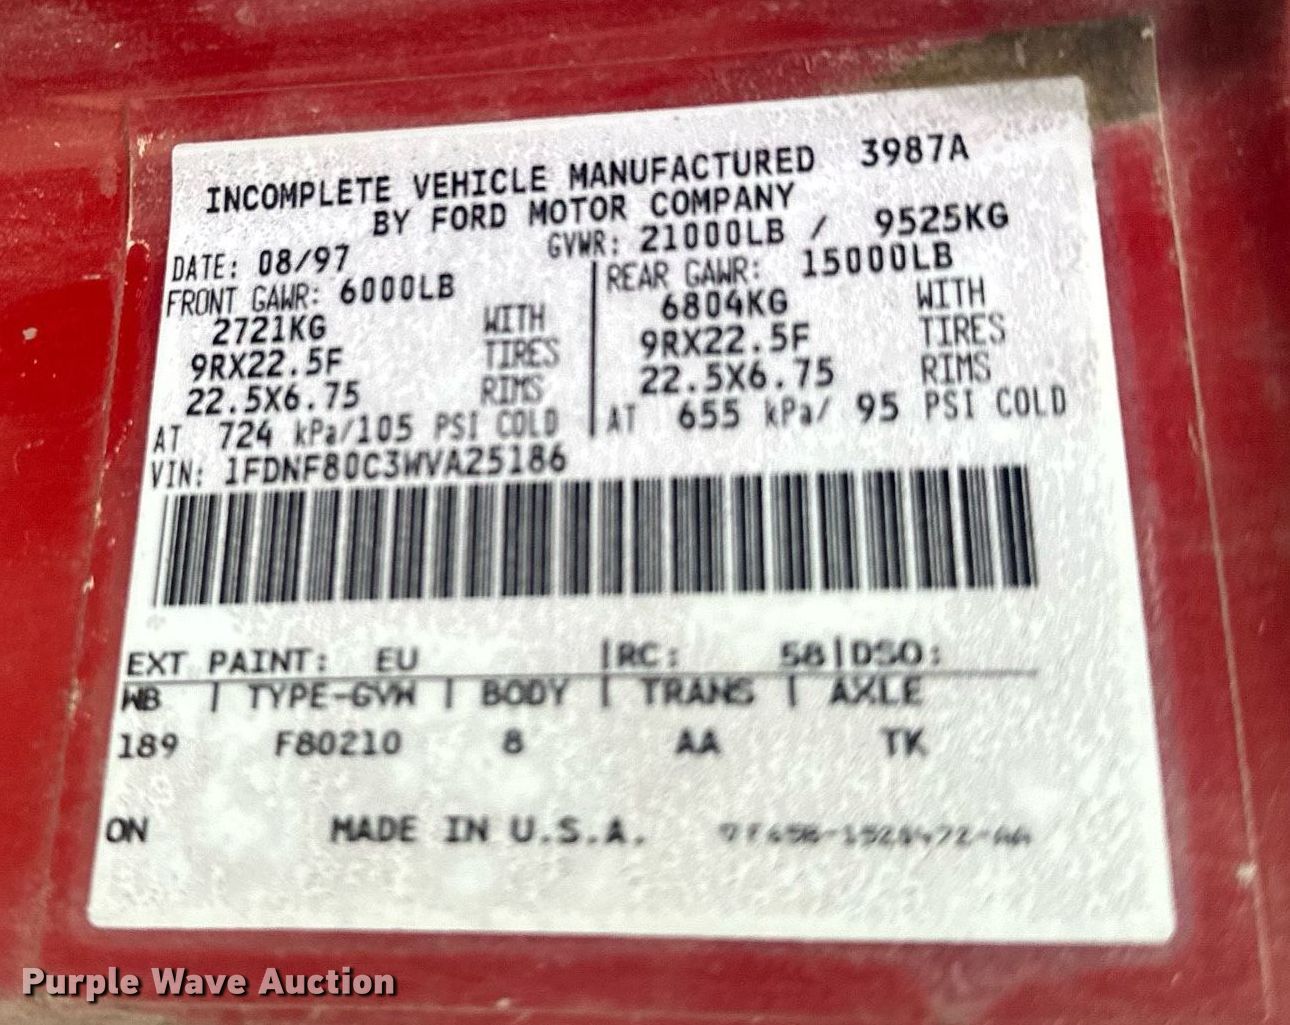 INCOMPLETE VEHICLE MANUFACTURED 3987A
BY FORD MOTOR COMPANY
DATE: 08/97 GVWR: 21000LB / 9525KG
FRONT GAWR: 6000LB REAR GAWR: 15000LB
2721KG WITH 6804KG WITH
9RX22.5F TIRES 9RX22.5F TIRES
22.5X6.75 RIMS 22.5X6.75 RIMS
AT 724 kPa/105 PSI COLD AT 655 kPa/ 95 PSI COLD
VIN: 1FDNF80C3WVA25186
EXT PAINT: EU |RC: 58|DSO:
WB | TYPE-GVW | BODY | TRANS | AXLE
189 F80210 8 AA TK
ON MADE IN U.S.A.
Purple Wave Auction